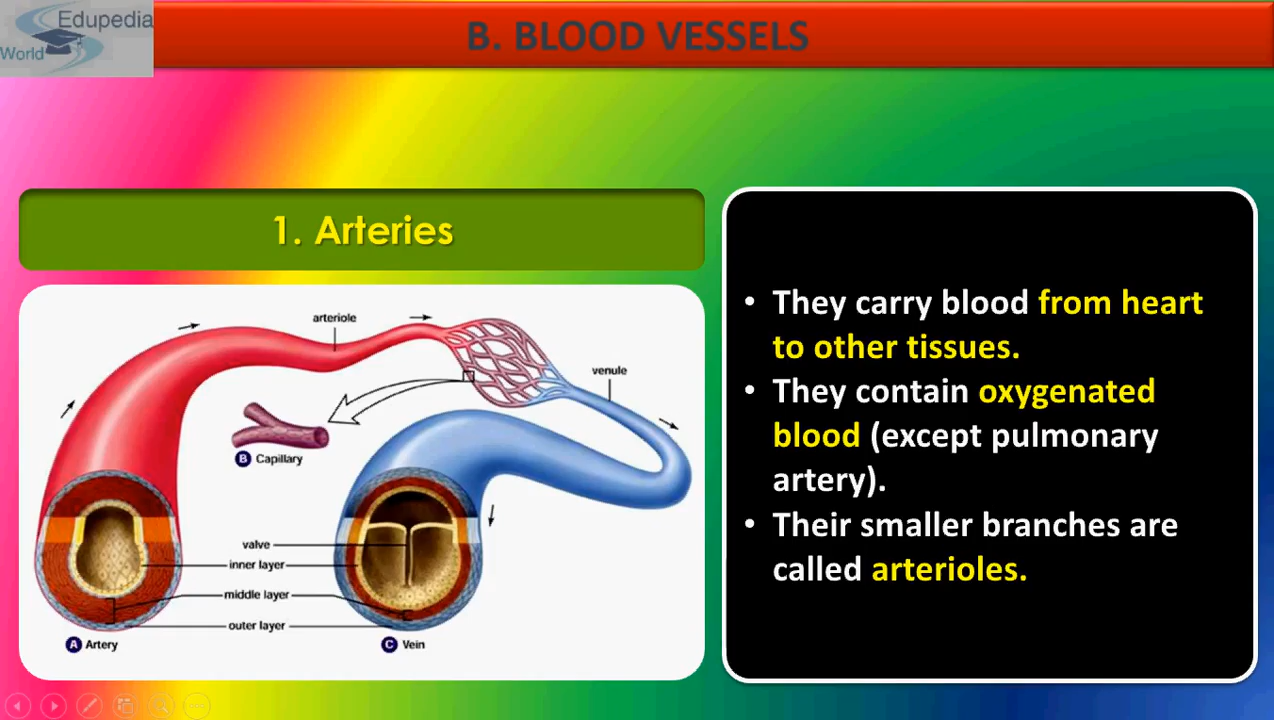 Edupedia
World
B. BLOOD VESSELS
1. Arteries
arteriole
venule
B Capillary
valve
inner layer
middle layer
outer layer
A Artery
C Vein
• They carry blood from heart
to other tissues.
• They contain oxygenated
blood (except pulmonary
artery).
• Their smaller branches are
called arterioles.